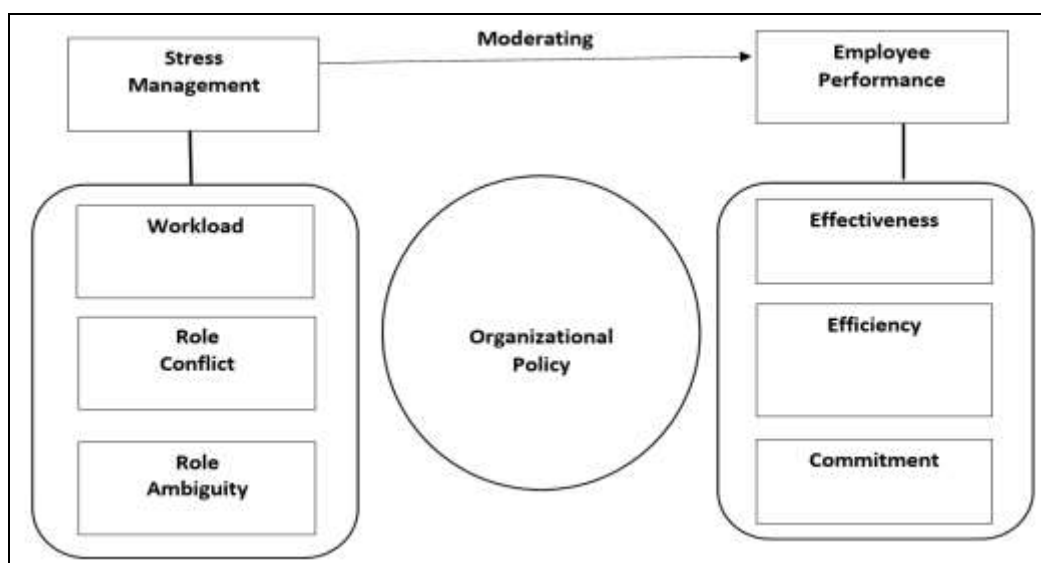 Stress
Management
Moderating
Employee
Performance
Workload
Role
Conflict
Role
Ambiguity
Organizational
Policy
Effectiveness
Efficiency
Commitment